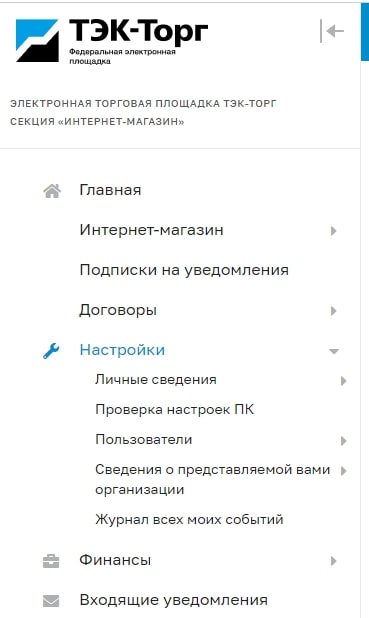 ТЭК-Торг
Федеральная электронная
площадка
ЭЛЕКТРОННАЯ ТОРГОВАЯ ПЛОЩАДКА ТЭК-ТОРГ
СЕКЦИЯ «ИНТЕРНЕТ-МАГАЗИН»
Главная
Интернет-магазин
Подписки на уведомления
Договоры
Настройки
Личные сведения
Проверка настроек ПК
Пользователи
Сведения о представляемой вами
организации
Журнал всех моих событий
Финансы
Входящие уведомления